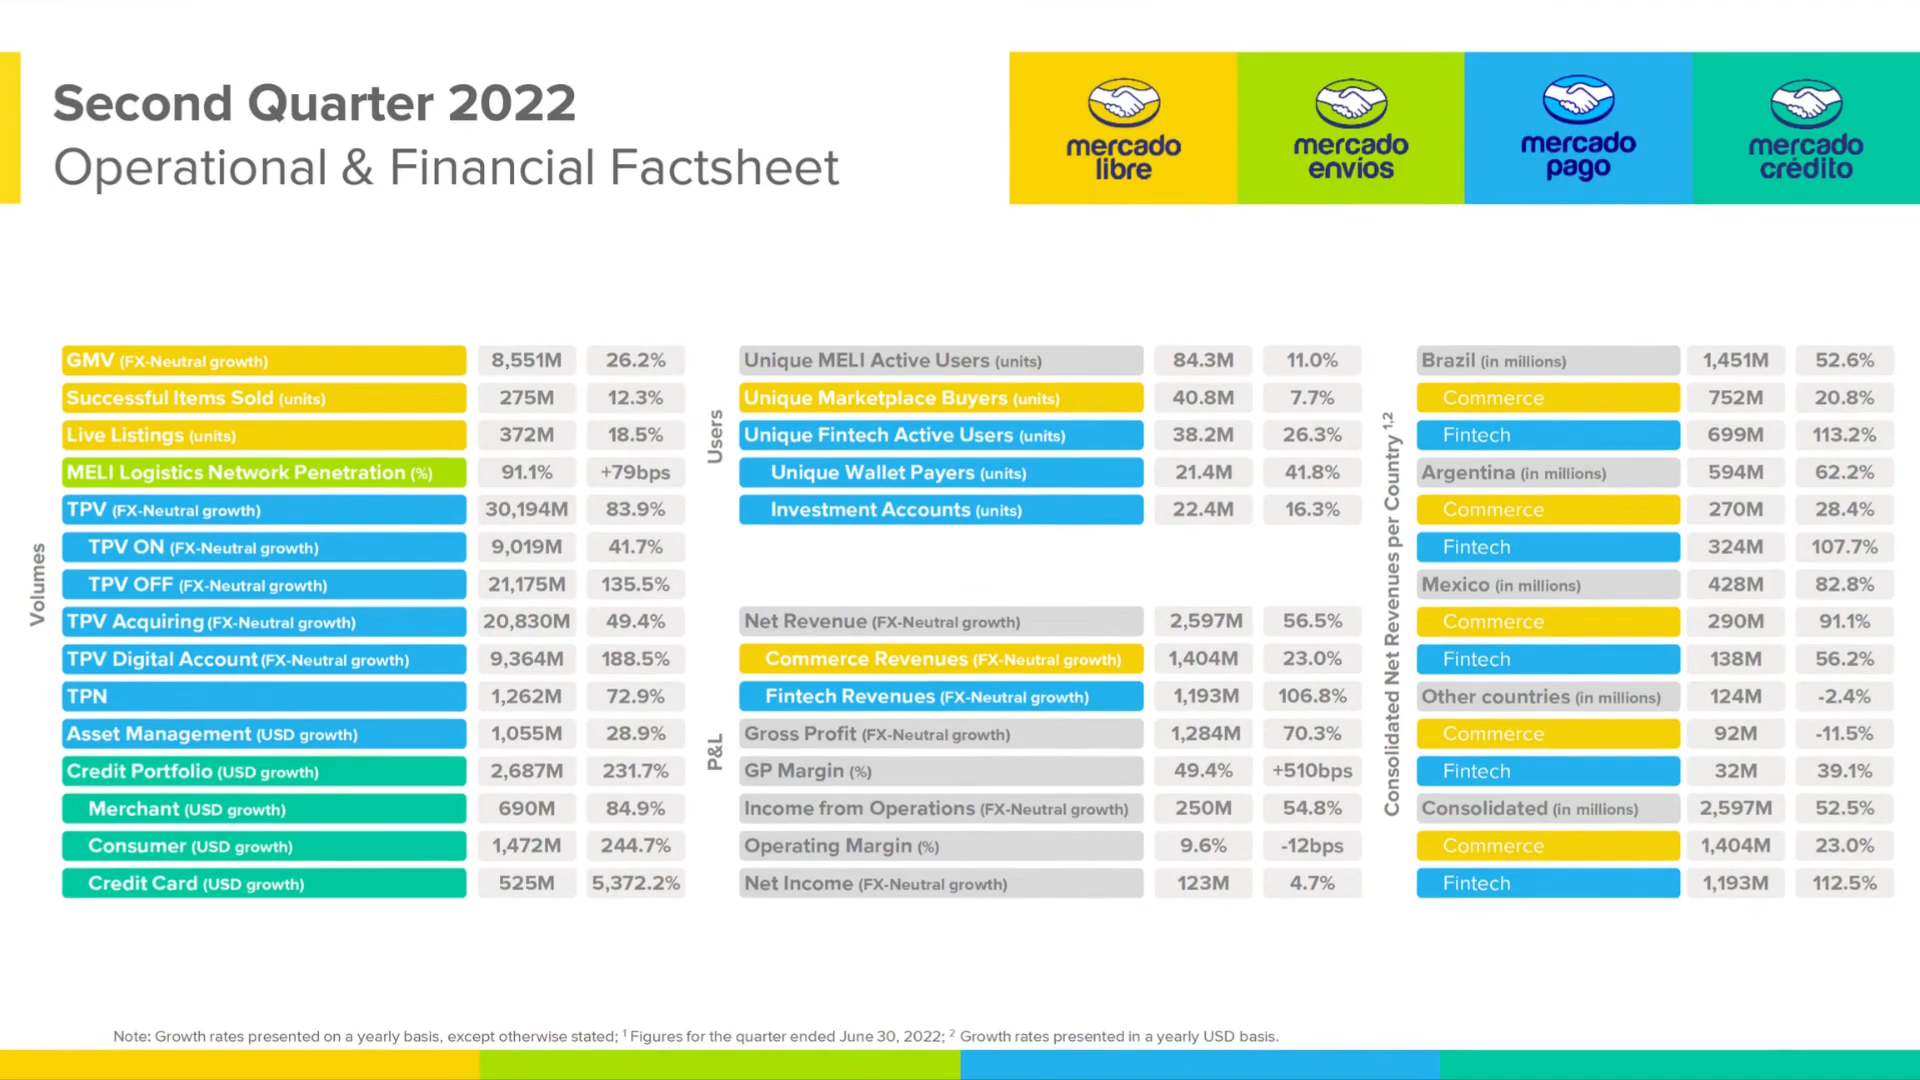 Second Quarter 2022
Operational & Financial Factsheet
mercado
libre
mercado
envíos
mercado
pago
mercado
crédito
Volumes
GMV (FX-Neutral growth) 8,551M 26.2%
Successful Items Sold (units) 275M 12.3%
Live Listings (units) 372M 18.5%
MELI Logistics Network Penetration (%) 91.1% +79bps
TPV (FX-Neutral growth) 30,194M 83.9%
TPV ON (FX-Neutral growth) 9,019M 41.7%
TPV OFF (FX-Neutral growth) 21,175M 135.5%
TPV Acquiring (FX-Neutral growth) 20,830M 49.4%
TPV Digital Account (FX-Neutral growth) 9,364M 188.5%
TPN 1,262M 72.9%
Asset Management (USD growth) 1,055M 28.9%
Credit Portfolio (USD growth) 2,687M 231.7%
Merchant (USD growth) 690M 84.9%
Consumer (USD growth) 1,472M 244.7%
Credit Card (USD growth) 525M 5,372.2%
Users
Unique MELI Active Users (units) 84.3M 11.0%
Unique Marketplace Buyers (units) 40.8M 7.7%
Unique Fintech Active Users (units) 38.2M 26.3%
Unique Wallet Payers (units) 21.4M 41.8%
Investment Accounts (units) 22.4M 16.3%
P&L
Net Revenue (FX-Neutral growth) 2,597M 56.5%
Commerce Revenues (FX-Neutral growth) 1,404M 23.0%
Fintech Revenues (FX-Neutral growth) 1,193M 106.8%
Gross Profit (FX-Neutral growth) 1,284M 70.3%
GP Margin (%) 49.4% +510bps
Income from Operations (FX-Neutral growth) 250M 54.8%
Operating Margin (%) 9.6% -12bps
Net Income (FX-Neutral growth) 123M 4.7%
Consolidated Net Revenues per Country 1,2
Brazil (in millions) 1,451M 52.6%
Commerce 752M 20.8%
Fintech 699M 113.2%
Argentina (in millions) 594M 62.2%
Commerce 270M 28.4%
Fintech 324M 107.7%
Mexico (in millions) 428M 82.8%
Commerce 290M 91.1%
Fintech 138M 56.2%
Other countries (in millions) 124M -2.4%
Commerce 92M -11.5%
Fintech 32M 39.1%
Consolidated (in millions) 2,597M 52.5%
Commerce 1,404M 23.0%
Fintech 1,193M 112.5%
Note: Growth rates presented on a yearly basis, except otherwise stated; 1 Figures for the quarter ended June 30, 2022; 2 Growth rates presented in a yearly USD basis.